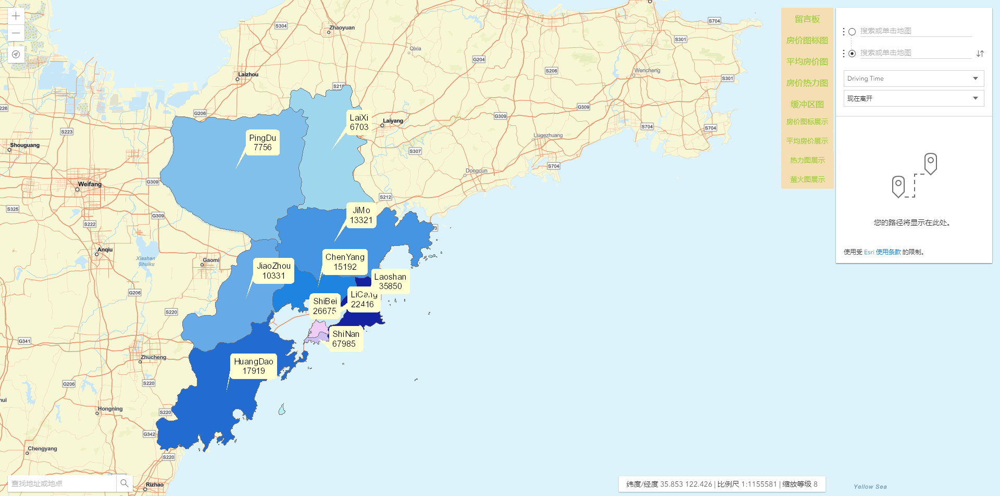 S304
Zhaoyuan
S704
S301
Qixia
G204
S206
Wencheng
Laizhou
S301
S218
226
G206
G309
G309
LaiXi
6703
Laiyang
S223
S704
S704
Liugezhuang
PingDu
7756
Shouguang
S307
S704
Dongcun
G309
Weifang
S212
S325
JiMo
13321
G309
S222
Anqiu
Xiashan
Shuiku
Gaomi
ChenYang
15192
JiaoZhou
10331
Laoshan
35850
G206
LiCang
22416
ShiBei
26675
S220
ShiNan
67985
G341
Zhucheng
HuangDao
17919
G206
S220
Hongning
S220
G342
Chengyang
S220
Rizhao
Yellow Sea
查找地址或地点
纬度/经度 35.853 122.426 | 比例尺 1:1155581 | 缩放等级 8
留言板
房价图标图
平均房价图
房价热力图
缓冲区图
房价图标展示
平均房价展示
热力图展示
萤火图展示
搜索或单击地图
搜索或单击地图
Driving Time
现在离开
您的路径将显示在此处。
使用受 Esri 使用条款 的限制。